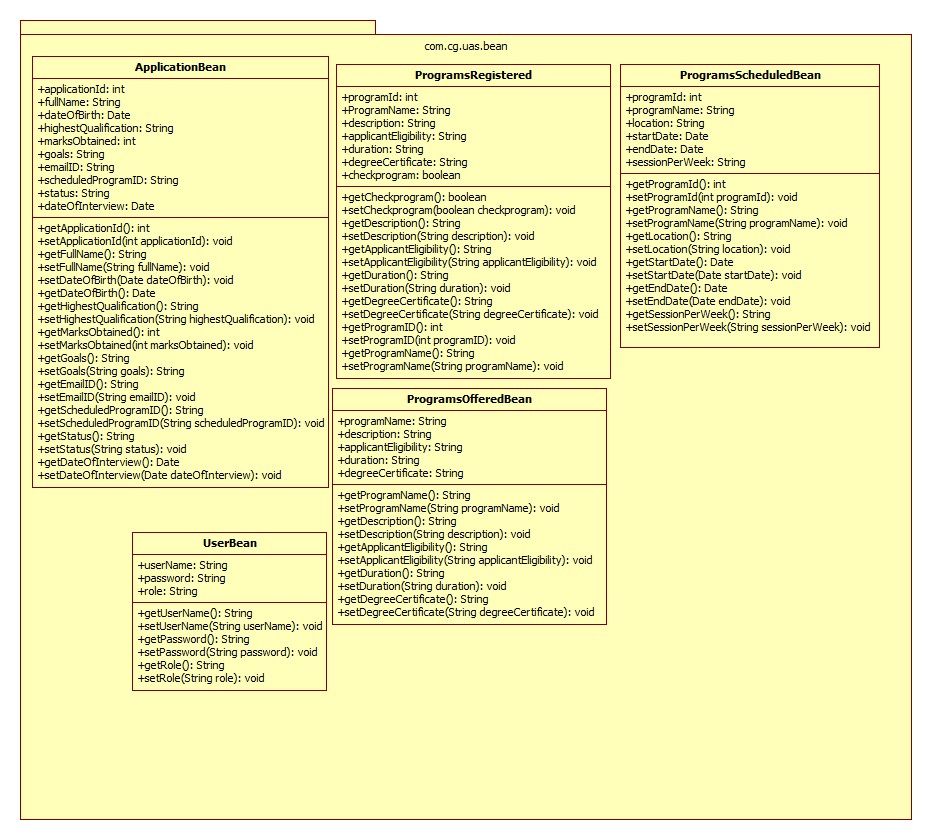 com.cg.uas.bean
ApplicationBean
+applicationId: int
+fullName: String
+dateOfBirth: Date
+highestQualification: String
+marksObtained: int
+goals: String
+emailID: String
+scheduledProgramID: String
+status: String
+dateOfInterview: Date
+getApplicationId(): int
+setApplicationId(int applicationId): void
+getFullName(): String
+setFullName(String fullName): void
+setDateOfBirth(Date dateOfBirth): void
+getDateOfBirth(): Date
+getHighestQualification(): String
+setHighestQualification(String highestQualification): void
+getMarksObtained(): int
+setMarksObtained(int marksObtained): void
+getGoals(): String
+setGoals(String goals): String
+getEmailID(): String
+setEmailID(String emailID): void
+getScheduledProgramID(): String
+setScheduledProgramID(String scheduledProgramID): void
+getStatus(): String
+setStatus(String status): void
+getDateOfInterview(): Date
+setDateOfInterview(Date dateOfInterview): void
ProgramsRegistered
+programId: int
+ProgramName: String
+description: String
+applicantEligibility: String
+duration: String
+degreeCertificate: String
+checkprogram: boolean
+getCheckprogram(): boolean
+setCheckprogram(boolean checkprogram): void
+getDescription(): String
+setDescription(String description): void
+getApplicantEligibility(): String
+setApplicantEligibility(String applicantEligibility): void
+getDuration(): String
+setDuration(String duration): void
+getDegreeCertificate(): String
+setDegreeCertificate(String degreeCertificate): void
+getProgramID(): int
+setProgramID(int programID): void
+getProgramName(): String
+setProgramName(String programName): void
ProgramsScheduledBean
+programId: int
+programName: String
+location: String
+startDate: Date
+endDate: Date
+sessionPerWeek: String
+getProgramId(): int
+setProgramId(int programId): void
+getProgramName(): String
+setProgramName(String programName): void
+getLocation(): String
+setLocation(String location): void
+getStartDate(): Date
+setStartDate(Date startDate): void
+getEndDate(): Date
+setEndDate(Date endDate): void
+getSessionPerWeek(): String
+setSessionPerWeek(String sessionPerWeek): void
ProgramsOfferedBean
+programName: String
+description: String
+applicantEligibility: String
+duration: String
+degreeCertificate: String
+getProgramName(): String
+setProgramName(String programName): void
+getDescription(): String
+setDescription(String description): void
+getApplicantEligibility(): String
+setApplicantEligibility(String applicantEligibility): void
+getDuration(): String
+setDuration(String duration): void
+getDegreeCertificate(): String
+setDegreeCertificate(String degreeCertificate): void
UserBean
+userName: String
+password: String
+role: String
+getUserName(): String
+setUserName(String userName): void
+getPassword(): String
+setPassword(String password): void
+getRole(): String
+setRole(String role): void